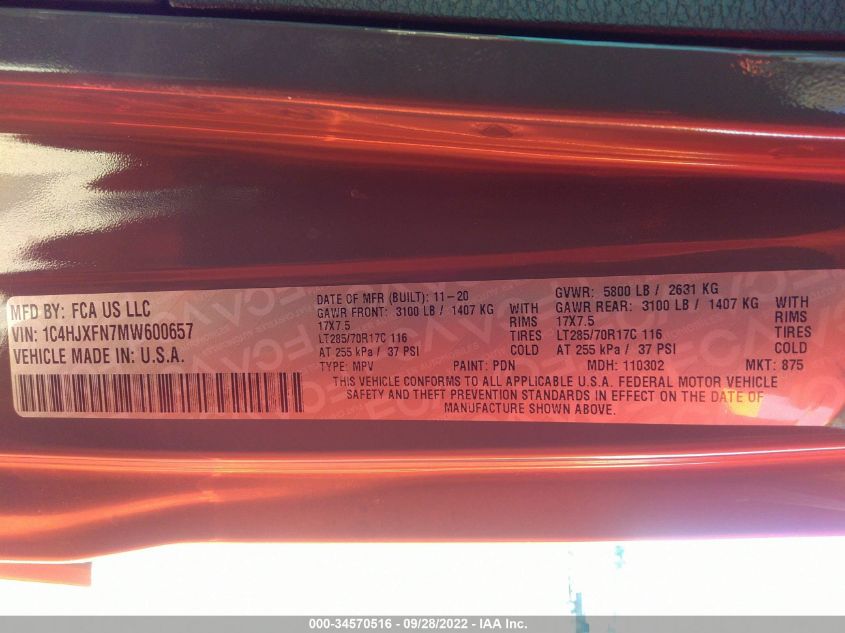 MFD BY: FCA US LLC
VIN: 1C4HJXFN7MW600657
VEHICLE MADE IN: U.S.A.
DATE OF MFR (BUILT): 11-20
GAWR FRONT: 3100 LB / 1407 KG WITH
17X7.5 RIMS
LT285/70R17C 116 TIRES
AT 255 kPa / 37 PSI COLD
GVWR: 5800 LB / 2631 KG
GAWR REAR: 3100 LB / 1407 KG WITH
17X7.5 RIMS
LT285/70R17C 116 TIRES
AT 255 kPa / 37 PSI COLD
TYPE: MPV PAINT: PDN MDH: 110302 MKT: 875
THIS VEHICLE CONFORMS TO ALL APPLICABLE U.S.A. FEDERAL MOTOR VEHICLE
SAFETY AND THEFT PREVENTION STANDARDS IN EFFECT ON THE DATE OF
MANUFACTURE SHOWN ABOVE.
000-34570516 - 09/28/2022 - IAA Inc.